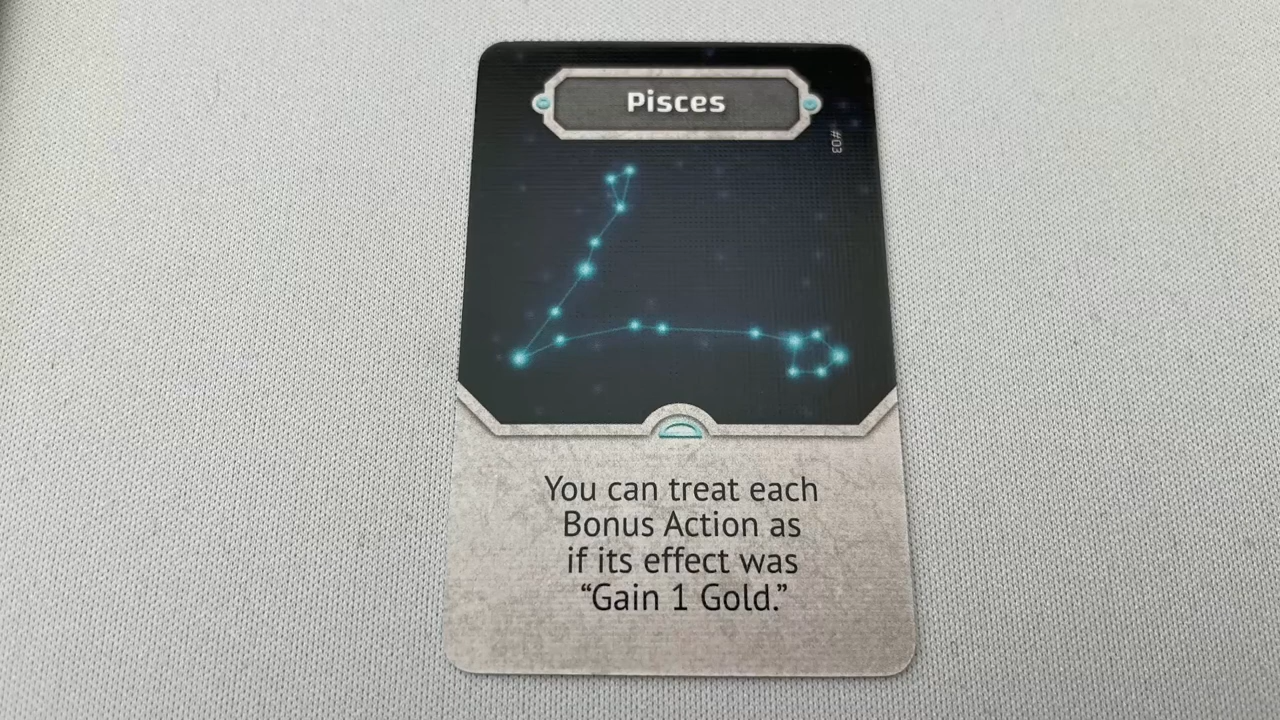 Pisces
#03
You can treat each
Bonus Action as
if its effect was
“Gain 1 Gold.”